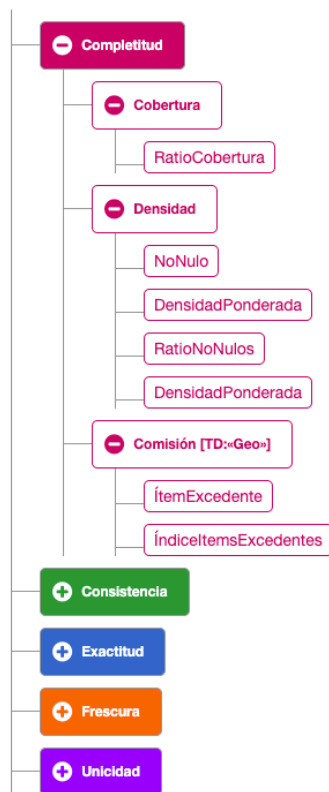 Completitud
Cobertura
RatioCobertura
Densidad
NoNulo
DensidadPonderada
RatioNoNulos
DensidadPonderada
Comisión [TD:«Geo»]
ÍtemExcedente
ÍndiceItemsExcedentes
Consistencia
Exactitud
Frescura
Unicidad